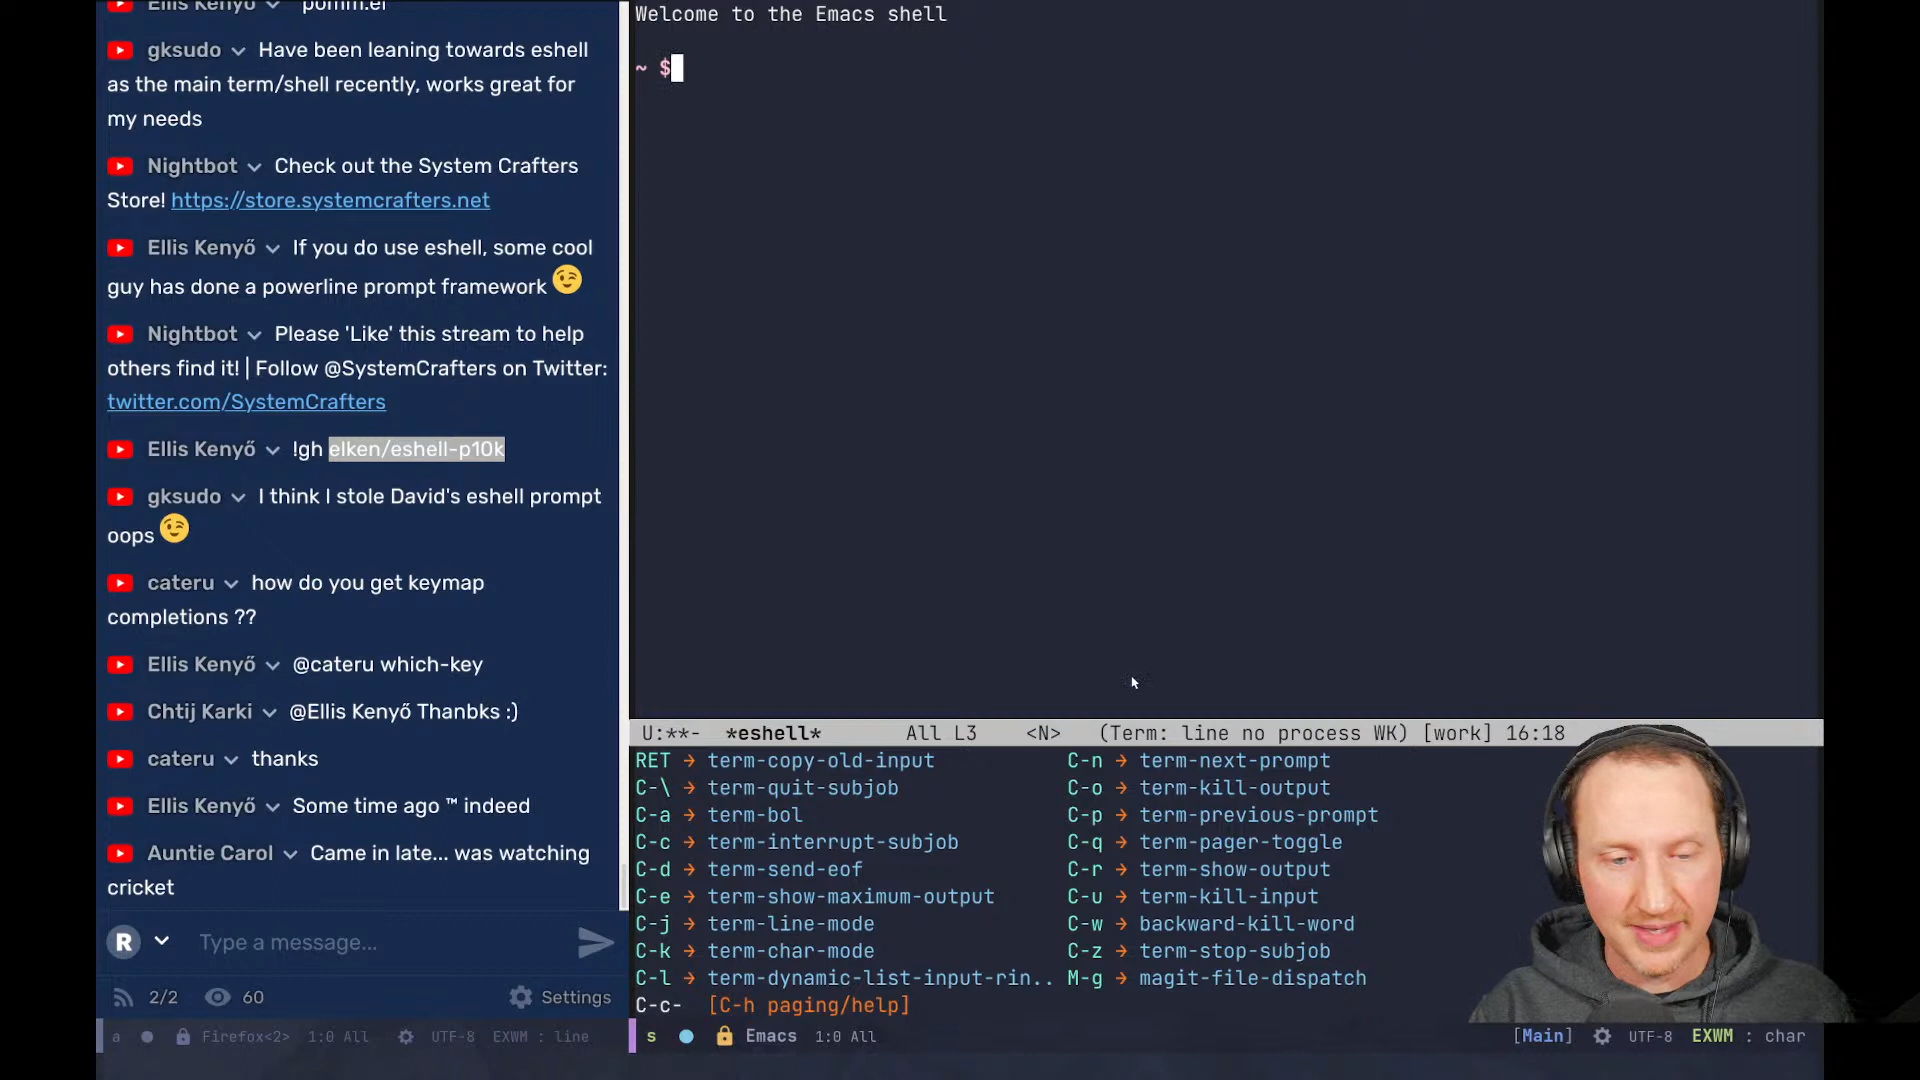 Ellis Kenyő pomm.el
gksudo Have been leaning towards eshell
as the main term/shell recently, works great for
my needs
Nightbot Check out the System Crafters
Store! https://store.systemcrafters.net
Ellis Kenyő If you do use eshell, some cool
guy has done a powerline prompt framework 😉
Nightbot Please 'Like' this stream to help
others find it! | Follow @SystemCrafters on Twitter:
twitter.com/SystemCrafters
Ellis Kenyő !gh elken/eshell-p10k
gksudo I think I stole David's eshell prompt
oops 😉
cateru how do you get keymap
completions ??
Ellis Kenyő @cateru which-key
Chtij Karki @Ellis Kenyő Thanbks :)
cateru thanks
Ellis Kenyő Some time ago ™ indeed
Auntie Carol Came in late... was watching
cricket
R Type a message...
2/2 60 Settings
a Firefox<2> 1:0 All UTF-8 EXWM : line
Welcome to the Emacs shell
~ $
U:**- *eshell* All L3 <N> (Term: line no process WK) [work] 16:18
RET → term-copy-old-input C-n → term-next-prompt
C-\ → term-quit-subjob C-o → term-kill-output
C-a → term-bol C-p → term-previous-prompt
C-c → term-interrupt-subjob C-q → term-pager-toggle
C-d → term-send-eof C-r → term-show-output
C-e → term-show-maximum-output C-u → term-kill-input
C-j → term-line-mode C-w → backward-kill-word
C-k → term-char-mode C-z → term-stop-subjob
C-l → term-dynamic-list-input-rin.. M-g → magit-file-dispatch
C-c- [C-h paging/help]
s Emacs 1:0 All [Main] UTF-8 EXWM : char